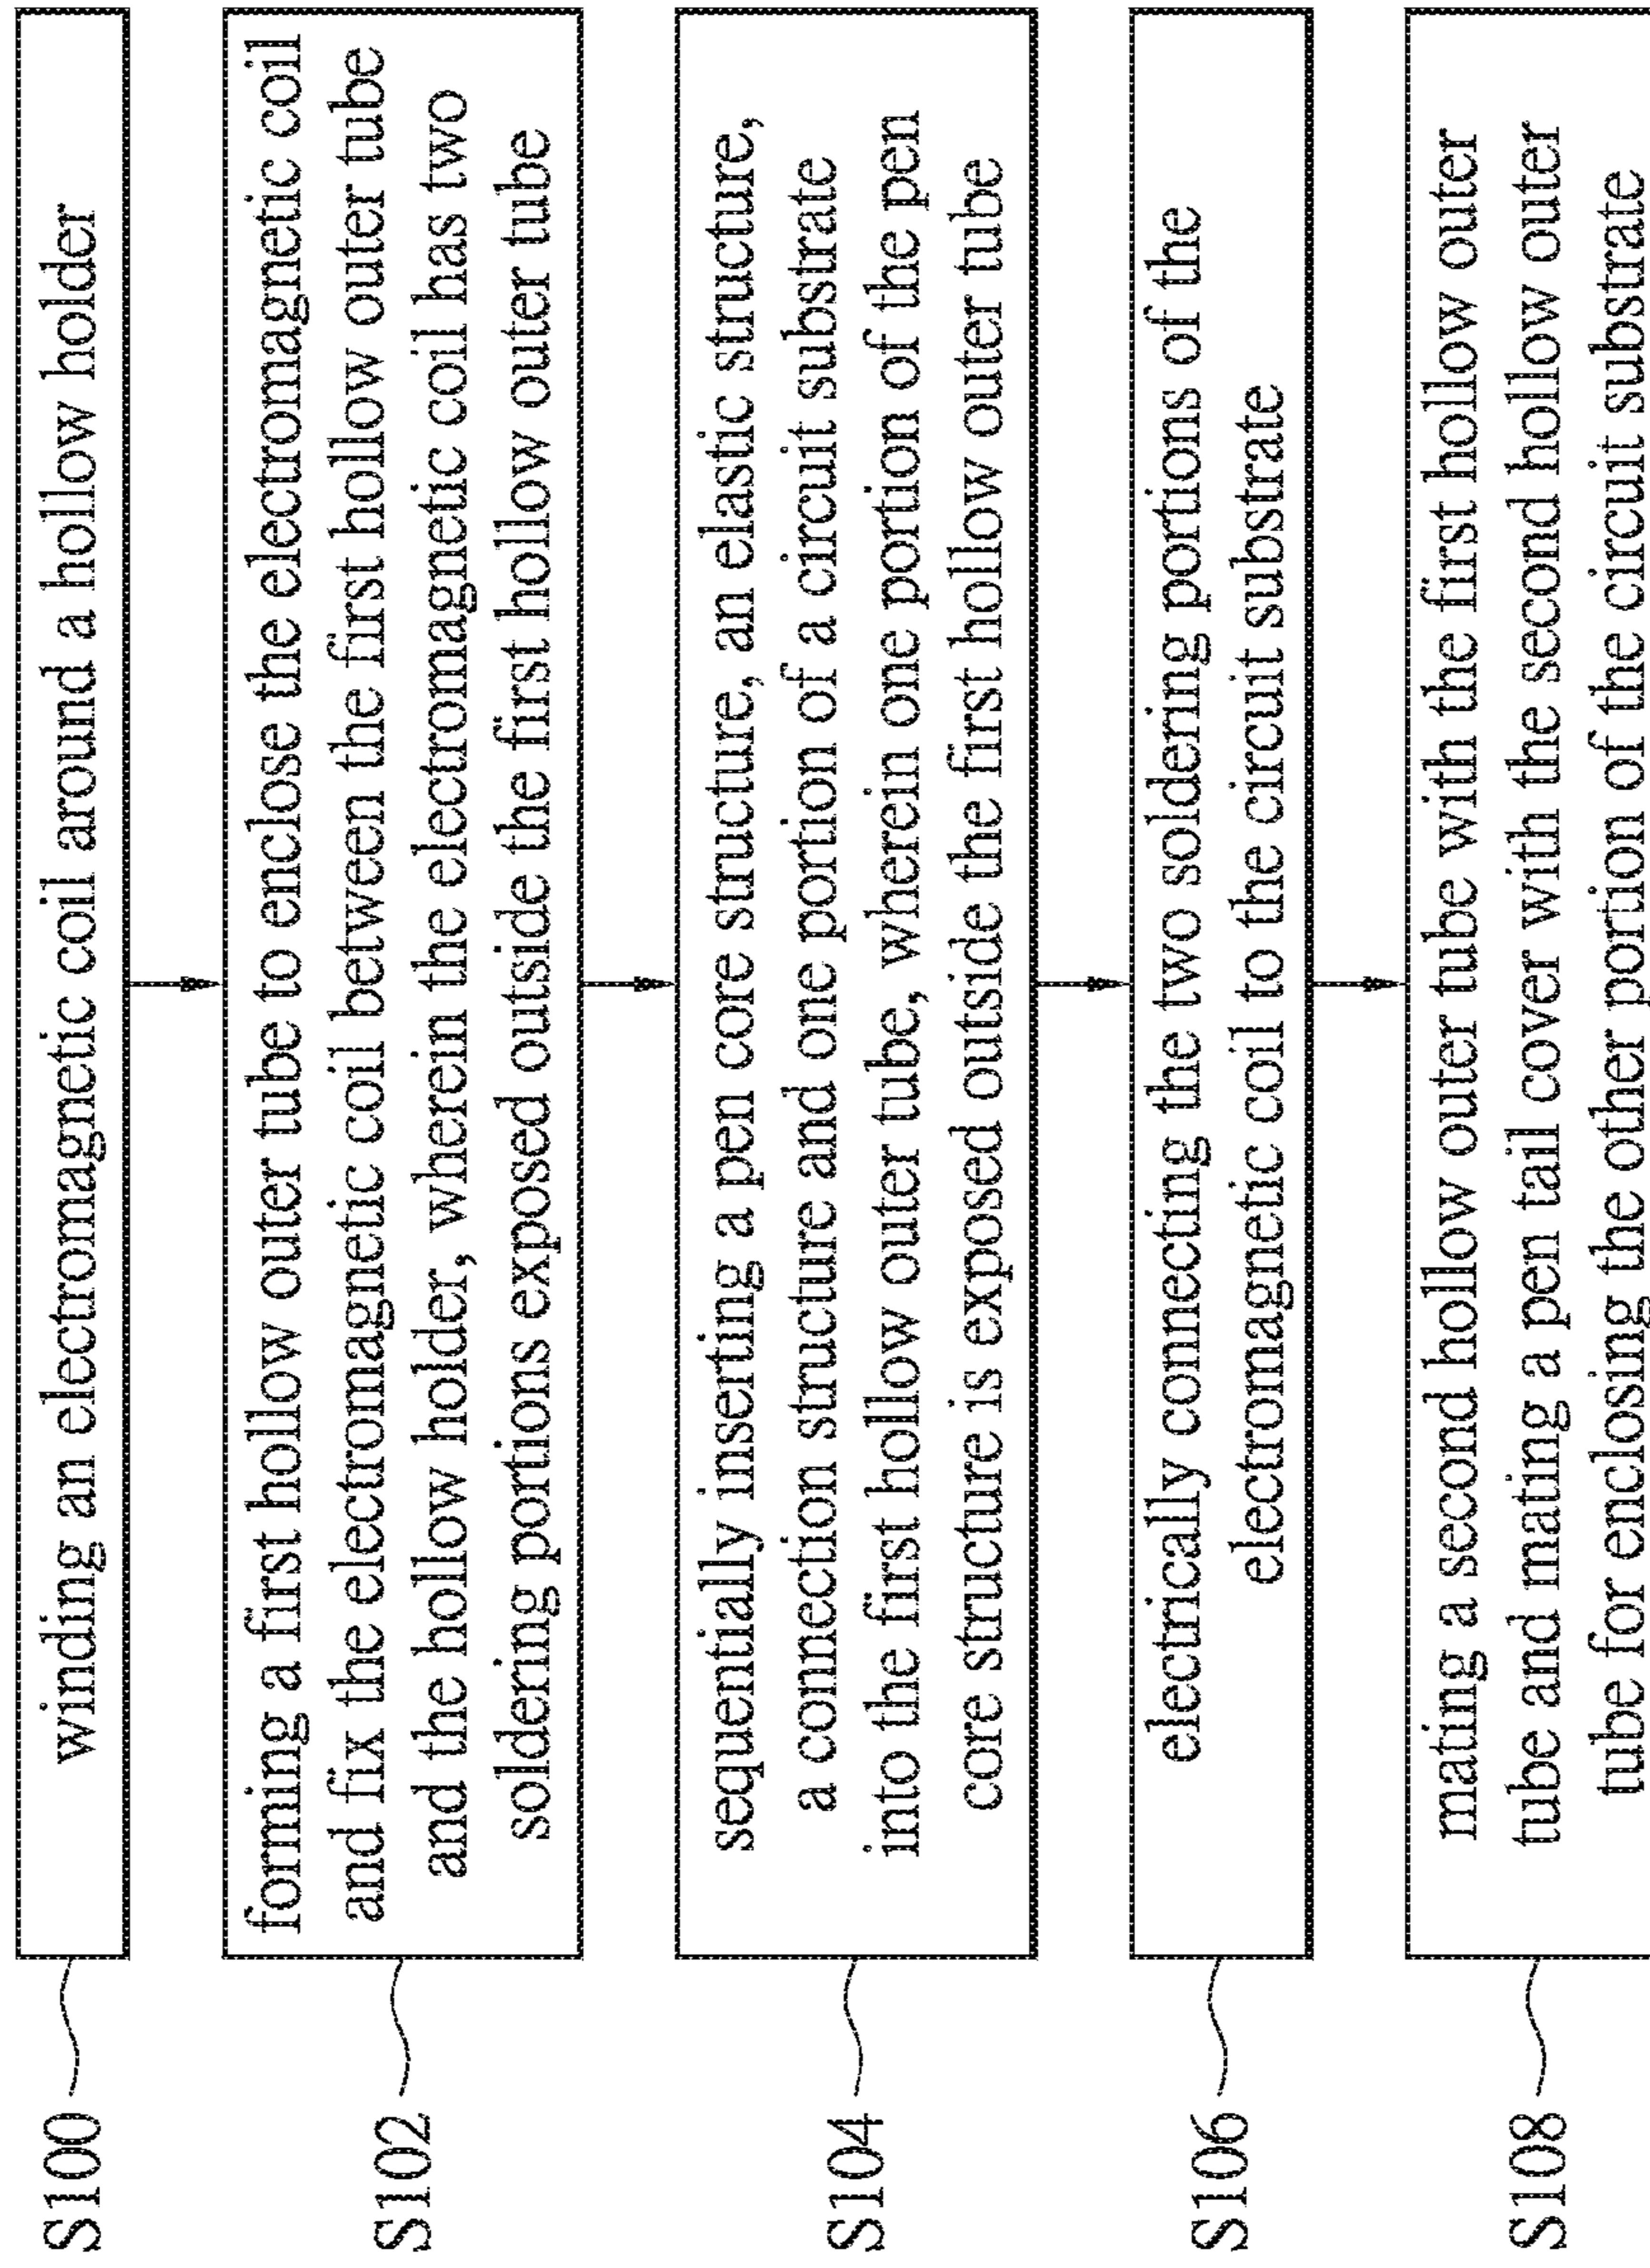 S100
winding an electromagnetic coil around a hollow holder
S102
forming a first hollow outer tube to enclose the electromagnetic coil
and fix the electromagnetic coil between the first hollow outer tube
and the hollow holder, wherein the electromagnetic coil has two
soldering portions exposed outside the first hollow outer tube
S104
sequentially inserting a pen core structure, an elastic structure,
a connection structure and one portion of a circuit substrate
into the first hollow outer tube, wherein one portion of the pen
core structure is exposed outside the first hollow outer tube
S106
electrically connecting the two soldering portions of the
electromagnetic coil to the circuit substrate
S108
mating a second hollow outer tube with the first hollow outer
tube and mating a pen tail cover with the second hollow outer
tube for enclosing the other portion of the circuit substrate